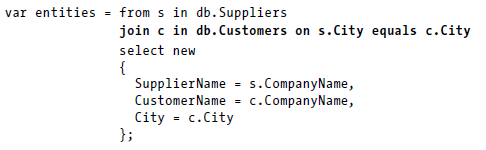 var entities = from s in db.Suppliers
join c in db.Customers on s.City equals c.City
select new
{
SupplierName = s.CompanyName,
CustomerName = c.CompanyName,
City = c.City
};